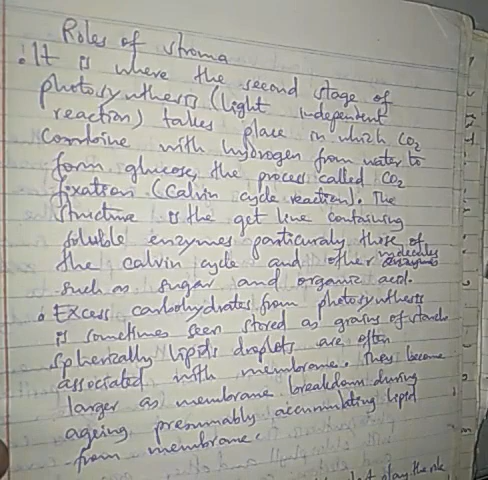 Roles of stroma
• It is where the second stage of
photosynthesis (light independent
reaction) takes place in which CO₂
combine with hydrogen from water to
form glucose, the process called CO₂
fixation (Calvin cycle reaction). The
structure is the gel like containing
soluble enzymes particuraly those of
the calvin cycle and other molecules
such as sugar and organic acid.
• Excess carbohydrates from photosynthesis
is sometimes seen stored as grains of starch
spherically lipids droplets are often
associated with membrane. They become
larger as membrane breakdown during
ageing presumably accumulating lipid
from membrane.
play the role